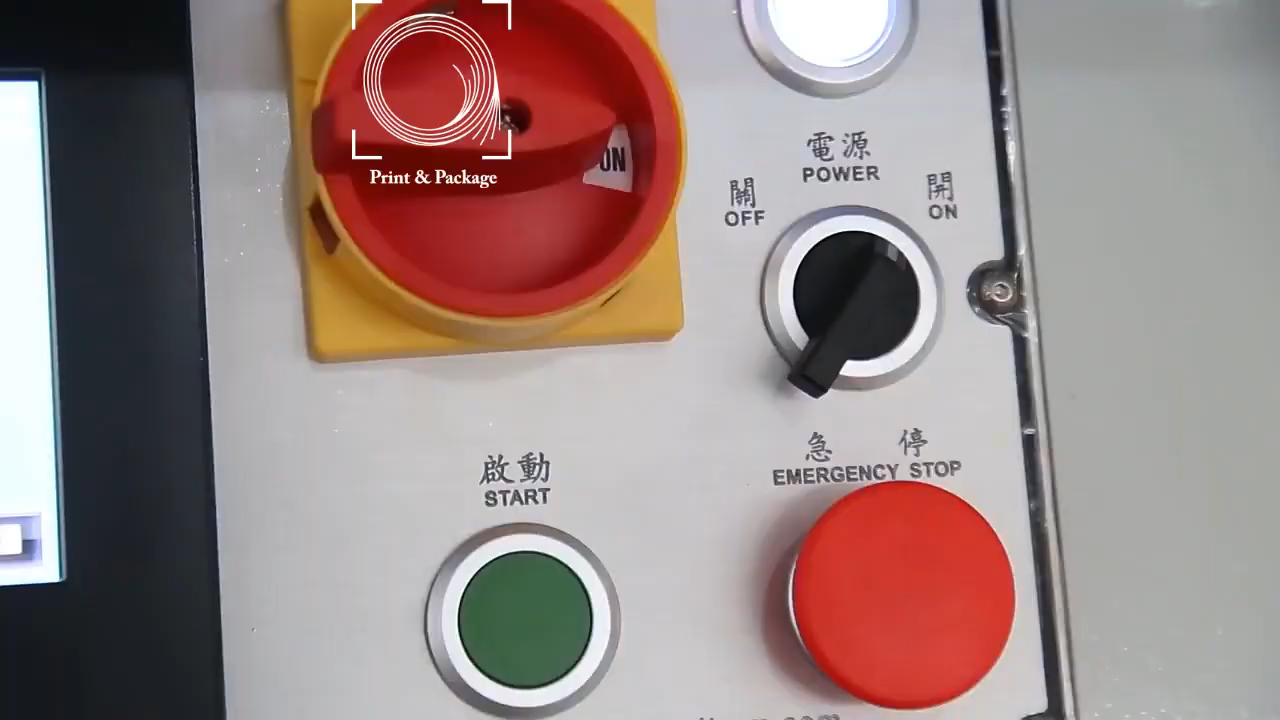 Print & Package
ON
電源
POWER
關
OFF
開
ON
急 停
EMERGENCY STOP
啟動
START